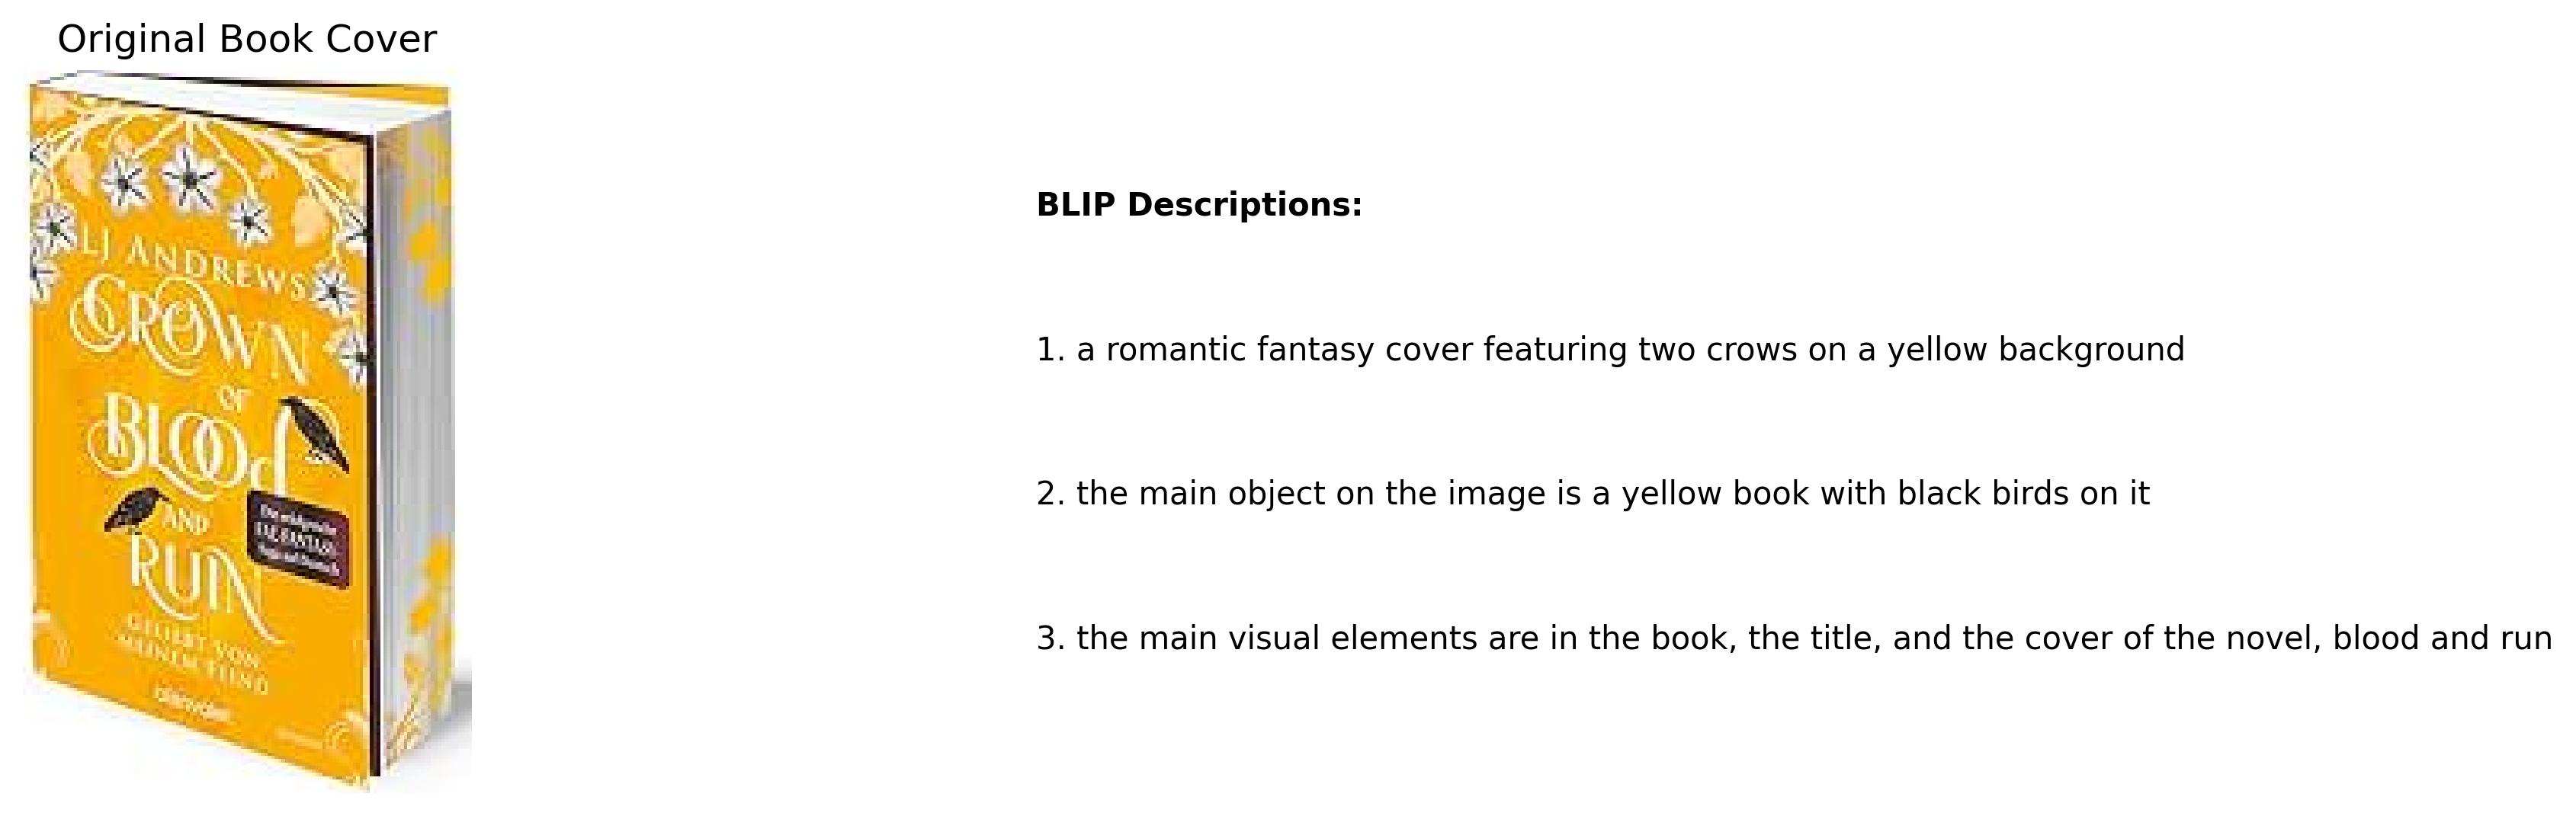 Original Book Cover
LJ ANDREWS
CROWN
OF
BLOOd
AND
RUIN
GELIEBT VON
MEINEM FEIND
BLIP Descriptions:
1. a romantic fantasy cover featuring two crows on a yellow background
2. the main object on the image is a yellow book with black birds on it
3. the main visual elements are in the book, the title, and the cover of the novel, blood and run